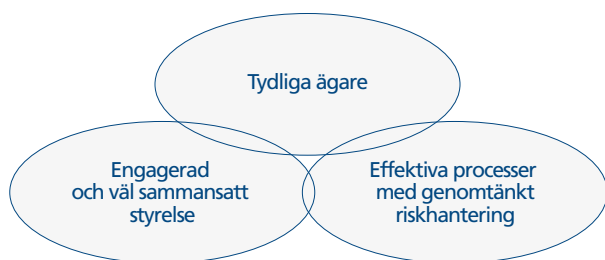 Tydliga ägare
Engagerad
och väl sammansatt
styrelse
Effektiva processer
med genomtänkt
riskhantering